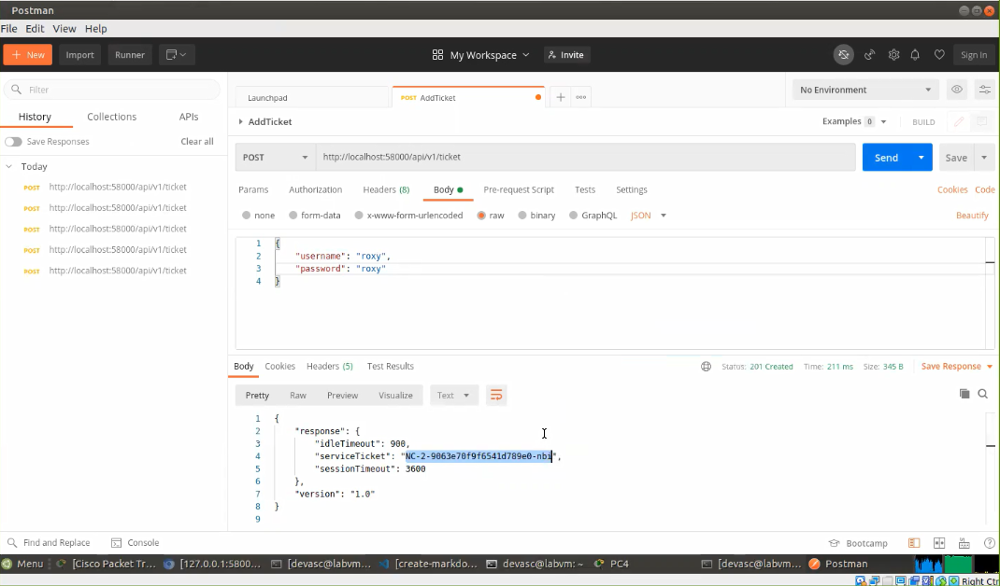 Postman
File Edit View Help
+ New Import Runner My Workspace Invite Sign In
Filter
History Collections APIs
Save Responses Clear all
Today
POST http://localhost:58000/api/v1/ticket
POST http://localhost:58000/api/v1/ticket
POST http://localhost:58000/api/v1/ticket
POST http://localhost:58000/api/v1/ticket
POST http://localhost:58000/api/v1/ticket
Launchpad POST AddTicket + ooo No Environment
AddTicket Examples 0 BUILD
POST http://localhost:58000/api/v1/ticket Send Save
Params Authorization Headers (8) Body Pre-request Script Tests Settings Cookies Code
none form-data x-www-form-urlencoded raw binary GraphQL JSON Beautify
1 {
2 "username": "roxy",
3 "password": "roxy"
4 }
Body Cookies Headers (5) Test Results Status: 201 Created Time: 211 ms Size: 345 B Save Response
Pretty Raw Preview Visualize Text
1 {
2 "response": {
3 "idleTimeout": 900,
4 "serviceTicket": "NC-2-9063e70f9f6541d789e0-nbi",
5 "sessionTimeout": 3600
6 },
7 "version": "1.0"
8 }
9
Find and Replace Console Bootcamp
Menu [Cisco Packet Tr... [127.0.0.1:5800... [devasc@labvm... [create-markdo... devasc@labvm: ~ PC4 [devasc@labvm... Postman
Right Ctrl